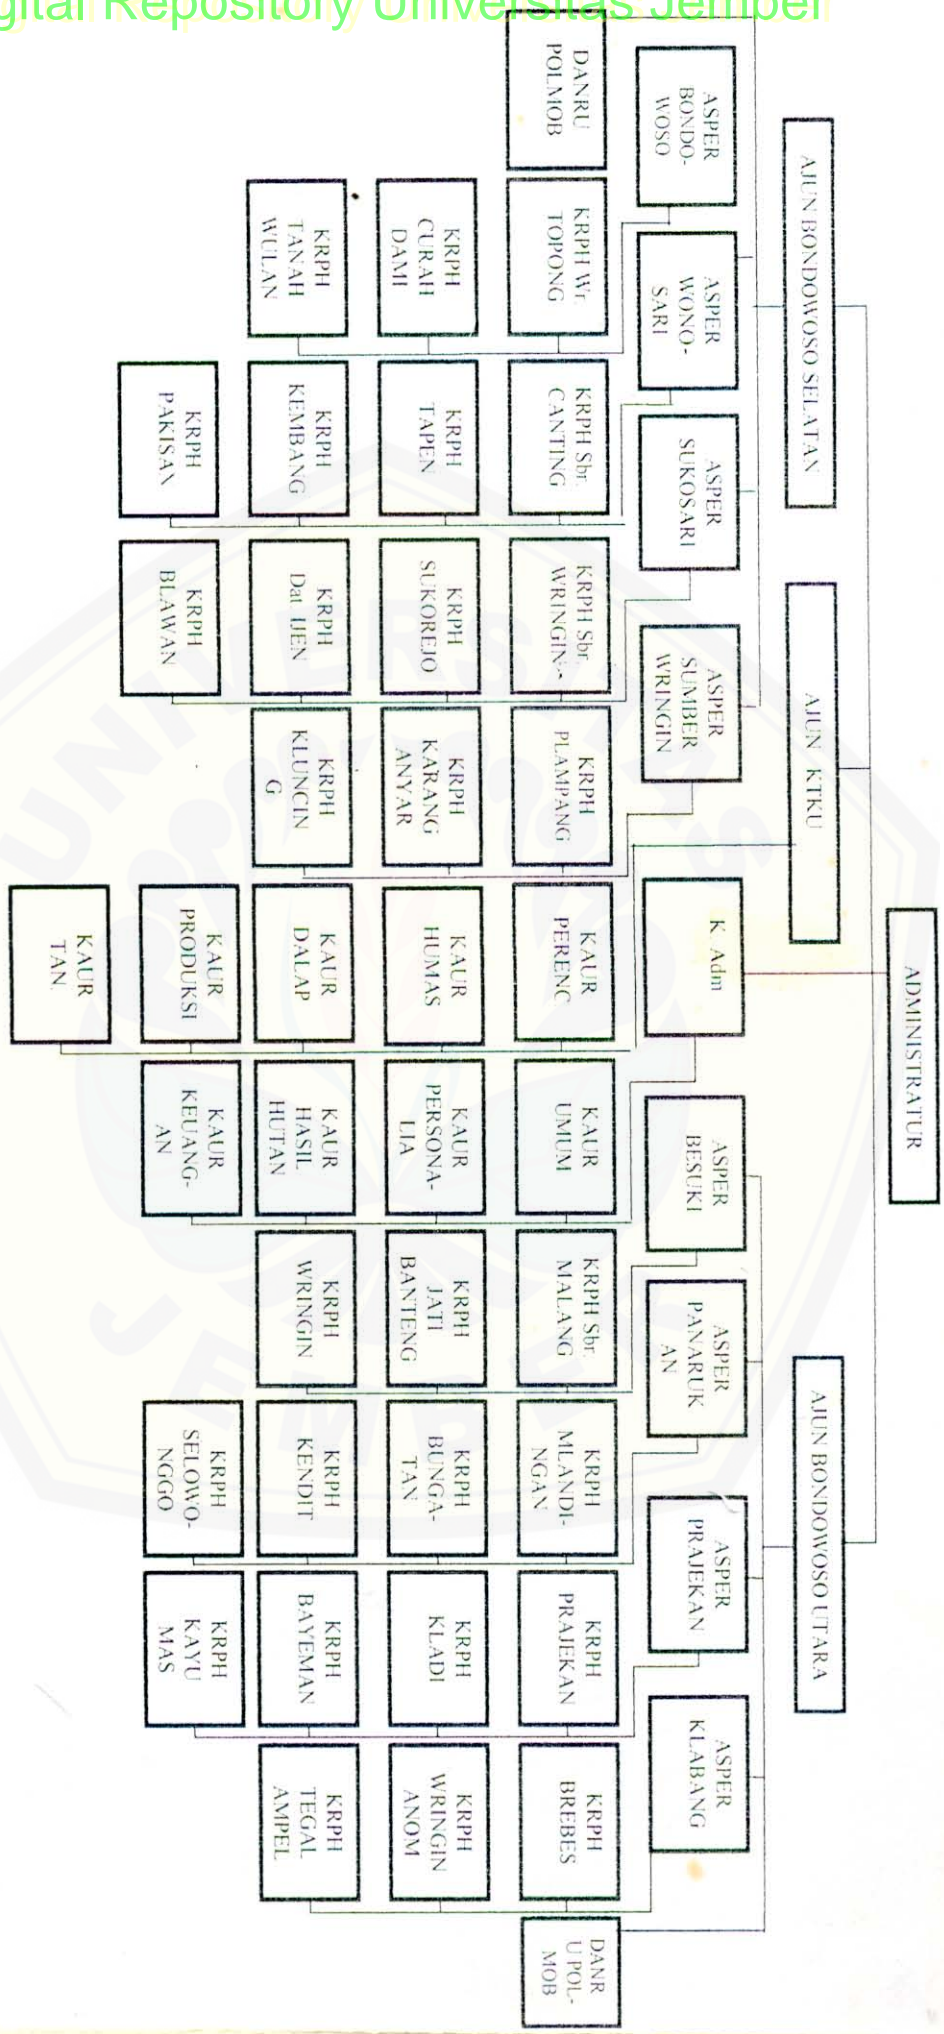 Digital Repository Universitas Jember
ADMINISTRATUR
AJUN BONDOWOSO SELATAN
AJUN KTKU
AJUN BONDOWOSO UTARA
ASPER
BONDO-
WOSO
ASPER
WONO-
SARI
ASPER
SUKOSARI
ASPER
SUMBER
WRINGIN
K. Adm
ASPER
BESUKI
ASPER
PANARUK
AN
ASPER
PRAJEKAN
ASPER
KLABANG
DANRU
POLMOB
KRPH Wr.
TOPONG
KRPH Sbr.
CANTING
KRPH Sbr.
WRINGIN
KRPH
PLAMPANG
KAUR
PERENC
KAUR
UMUM
KRPH Sbr.
MALANG
KRPH
MLANDI-
NGAN
KRPH
PRAJEKAN
KRPH
BREBES
DANR
U POL-
MOB
KRPH
CURAH
DAMI
KRPH
TAPEN
KRPH
SUKOREJO
KRPH
KARANG
ANYAR
KAUR
HUMAS
KAUR
PERSONA-
LIA
KRPH
JATI
BANTENG
KRPH
BUNGA-
TAN
KRPH
KLADI
KRPH
WRINGIN
ANOM
KRPH
TANAH
WULAN
KRPH
KEMBANG
KRPH
Dat IJEN
KRPH
KLUNCIN
G
KAUR
DALAP
KAUR
HASIL
HUTAN
KRPH
WRINGIN
KRPH
KENDIT
KRPH
BAYEMAN
KRPH
TEGAL
AMPEL
KRPH
PAKISAN
KRPH
BLAWAN
KAUR
PRODUKSI
KAUR
KEUANG-
AN
KRPH
SELOWO-
NGGO
KRPH
KAYU
MAS
KAUR
TAN.
UNIVERSITAS
JEMBER